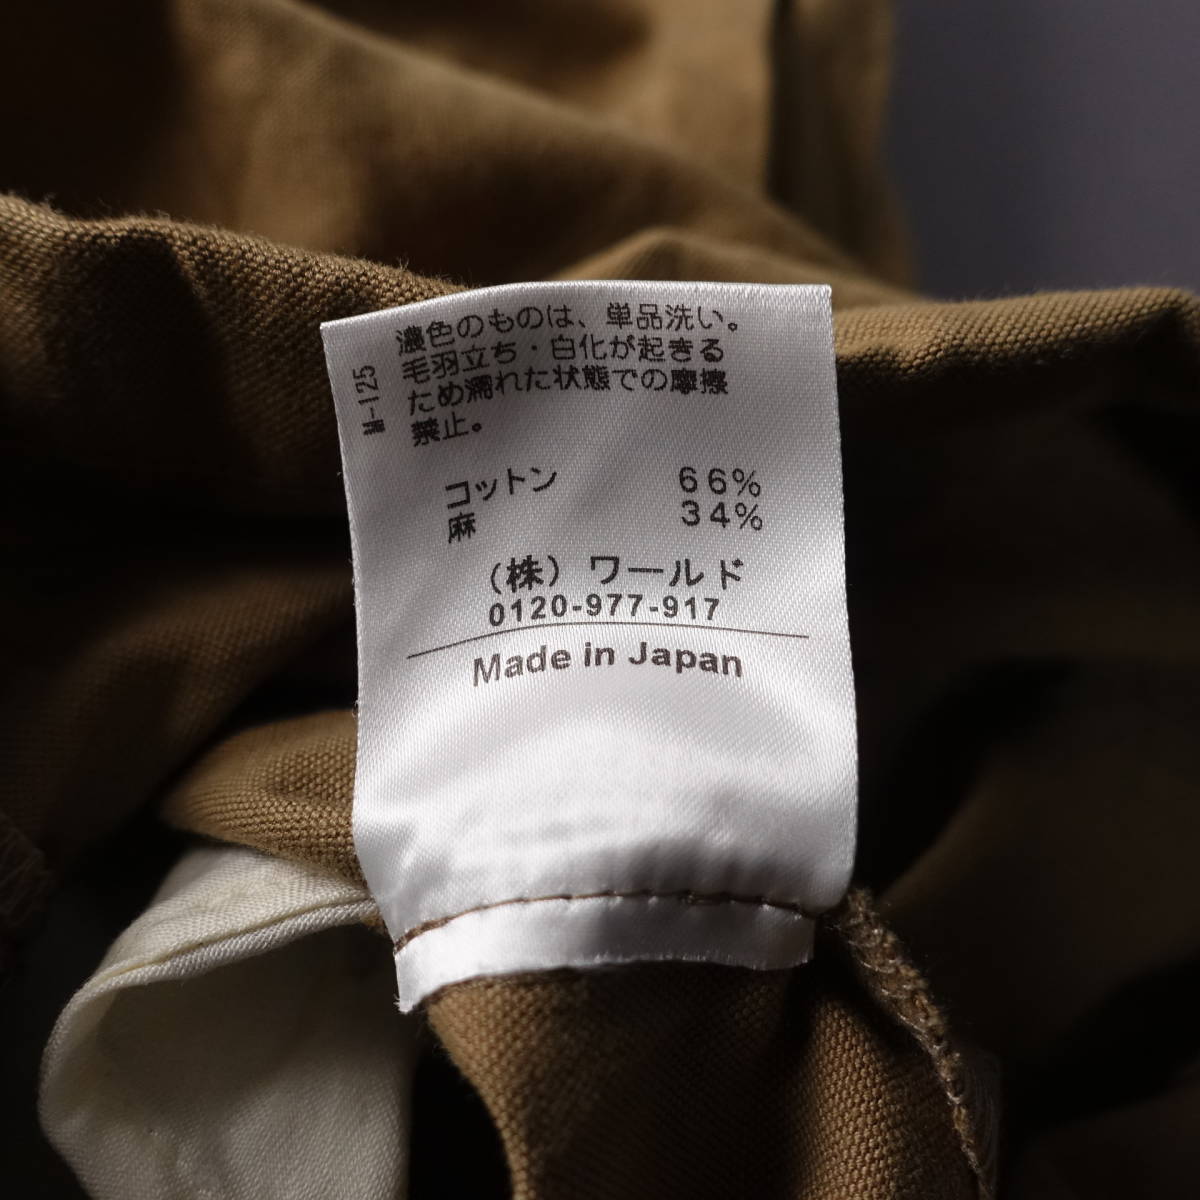 濃色のものは、単品洗い。
毛羽立ち・白化が起きる
ため濡れた状態での摩擦
禁止。
M-125
コットン 66%
麻 34%
(株)ワールド
0120-977-917
Made in Japan